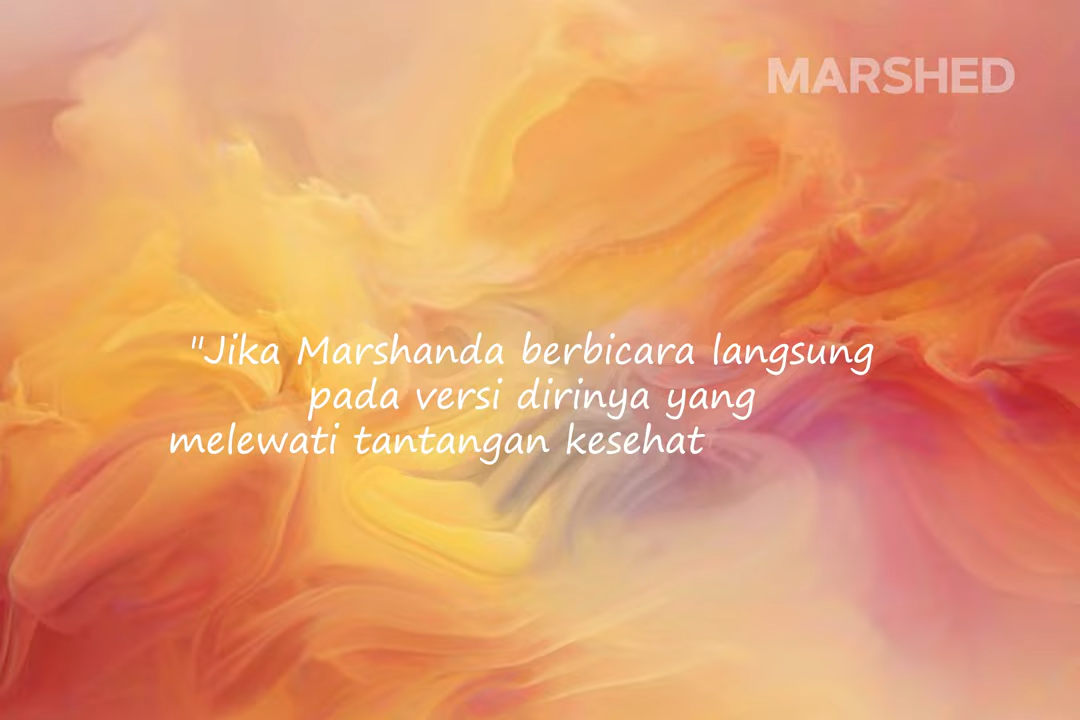 MARSHED
"Jika Marshanda berbicara langsung
pada versi dirinya yang
melewati tantangan kesehat